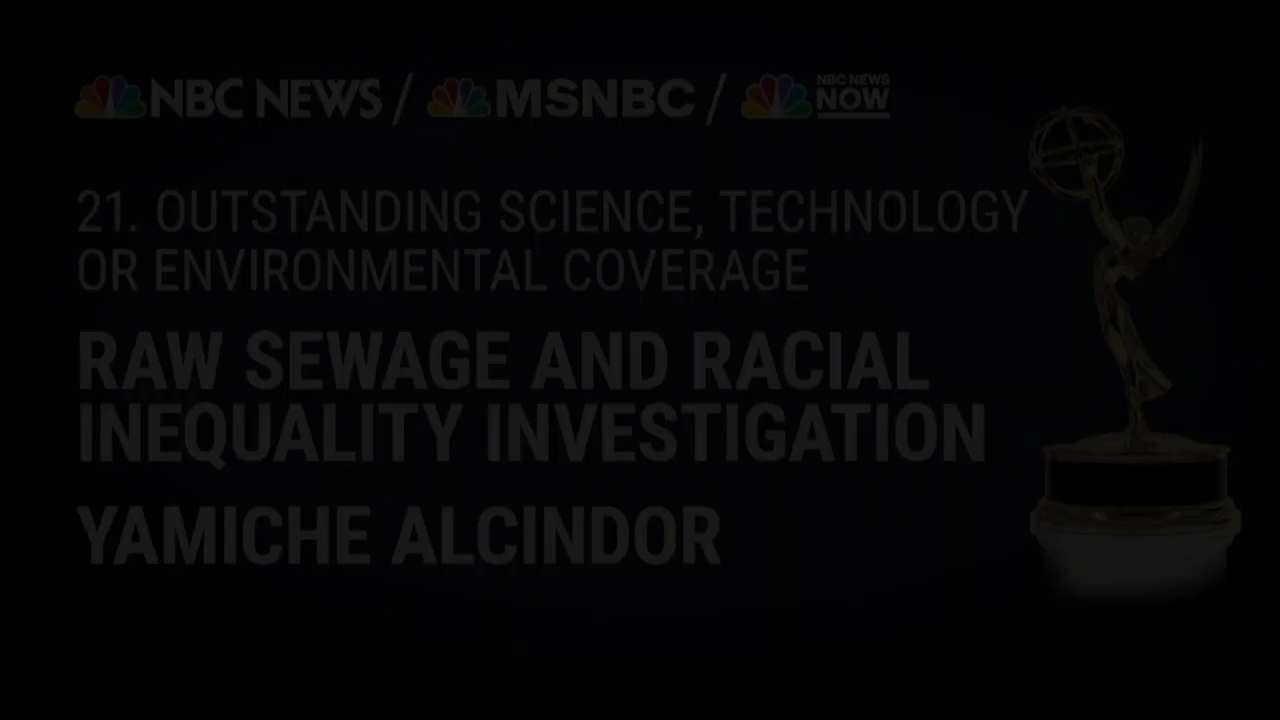 NBC NEWS / MSNBC / NBC NEWS NOW
21. OUTSTANDING SCIENCE, TECHNOLOGY
OR ENVIRONMENTAL COVERAGE
RAW SEWAGE AND RACIAL
INEQUALITY INVESTIGATION
YAMICHE ALCINDOR